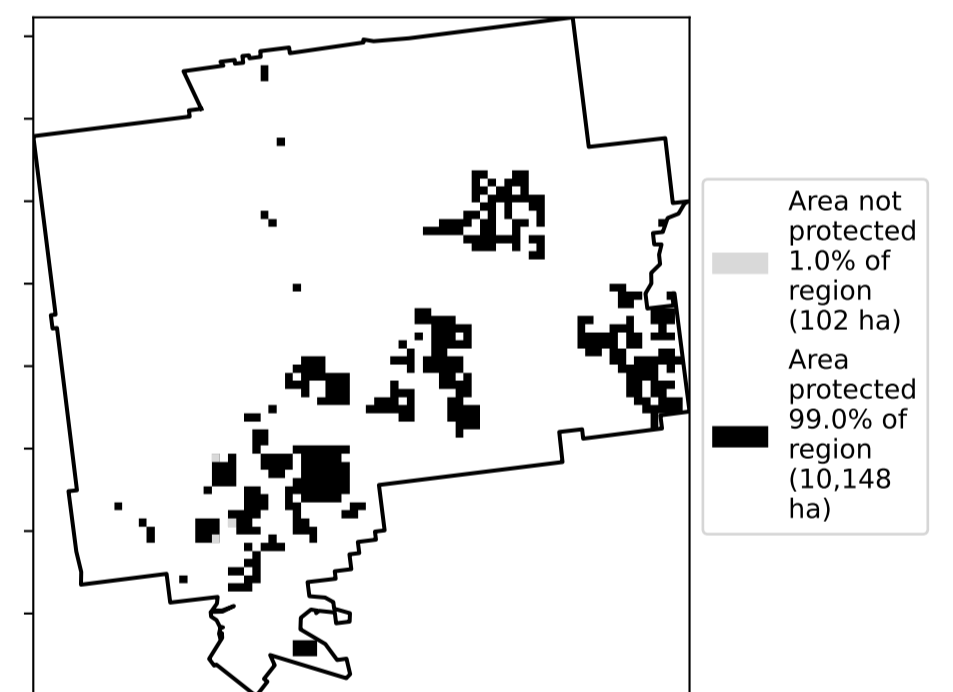 Area not
protected
1.0% of
region
(102 ha)
Area
protected
99.0% of
region
(10,148
ha)